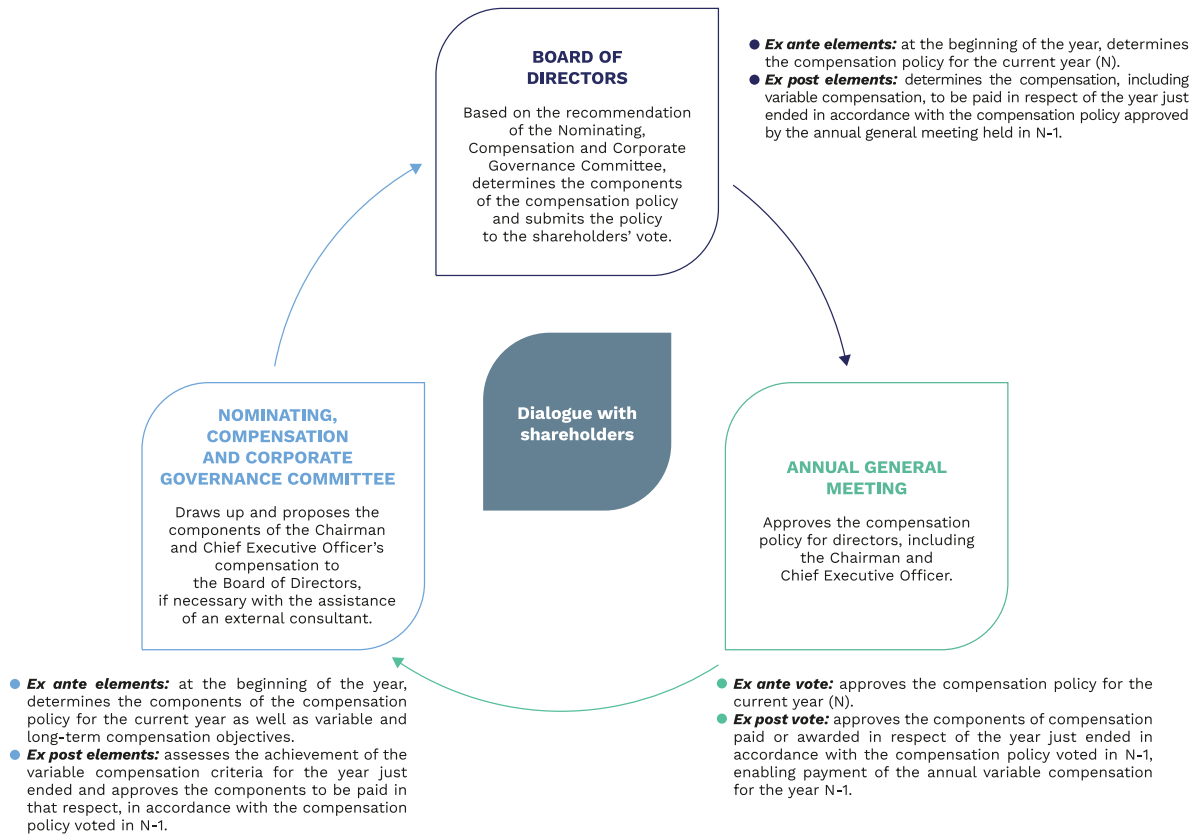 BOARD OF
DIRECTORS
Based on the recommendation
of the Nominating,
Compensation and Corporate
Governance Committee,
determines the components
of the compensation policy
and submits the policy
to the shareholders’ vote.
● Ex ante elements: at the beginning of the year, determines
the compensation policy for the current year (N).
● Ex post elements: determines the compensation, including
variable compensation, to be paid in respect of the year just
ended in accordance with the compensation policy approved
by the annual general meeting held in N-1.
Dialogue with
shareholders
NOMINATING,
COMPENSATION
AND CORPORATE
GOVERNANCE COMMITTEE
Draws up and proposes the
components of the Chairman
and Chief Executive Officer’s
compensation to
the Board of Directors,
if necessary with the assistance
of an external consultant.
ANNUAL GENERAL
MEETING
Approves the compensation
policy for directors, including
the Chairman and
Chief Executive Officer.
● Ex ante elements: at the beginning of the year,
determines the components of the compensation
policy for the current year as well as variable and
long-term compensation objectives.
● Ex post elements: assesses the achievement of the
variable compensation criteria for the year just
ended and approves the components to be paid in
that respect, in accordance with the compensation
policy voted in N-1.
● Ex ante vote: approves the compensation policy for the
current year (N).
● Ex post vote: approves the components of compensation
paid or awarded in respect of the year just ended in
accordance with the compensation policy voted in N-1,
enabling payment of the annual variable compensation
for the year N-1.